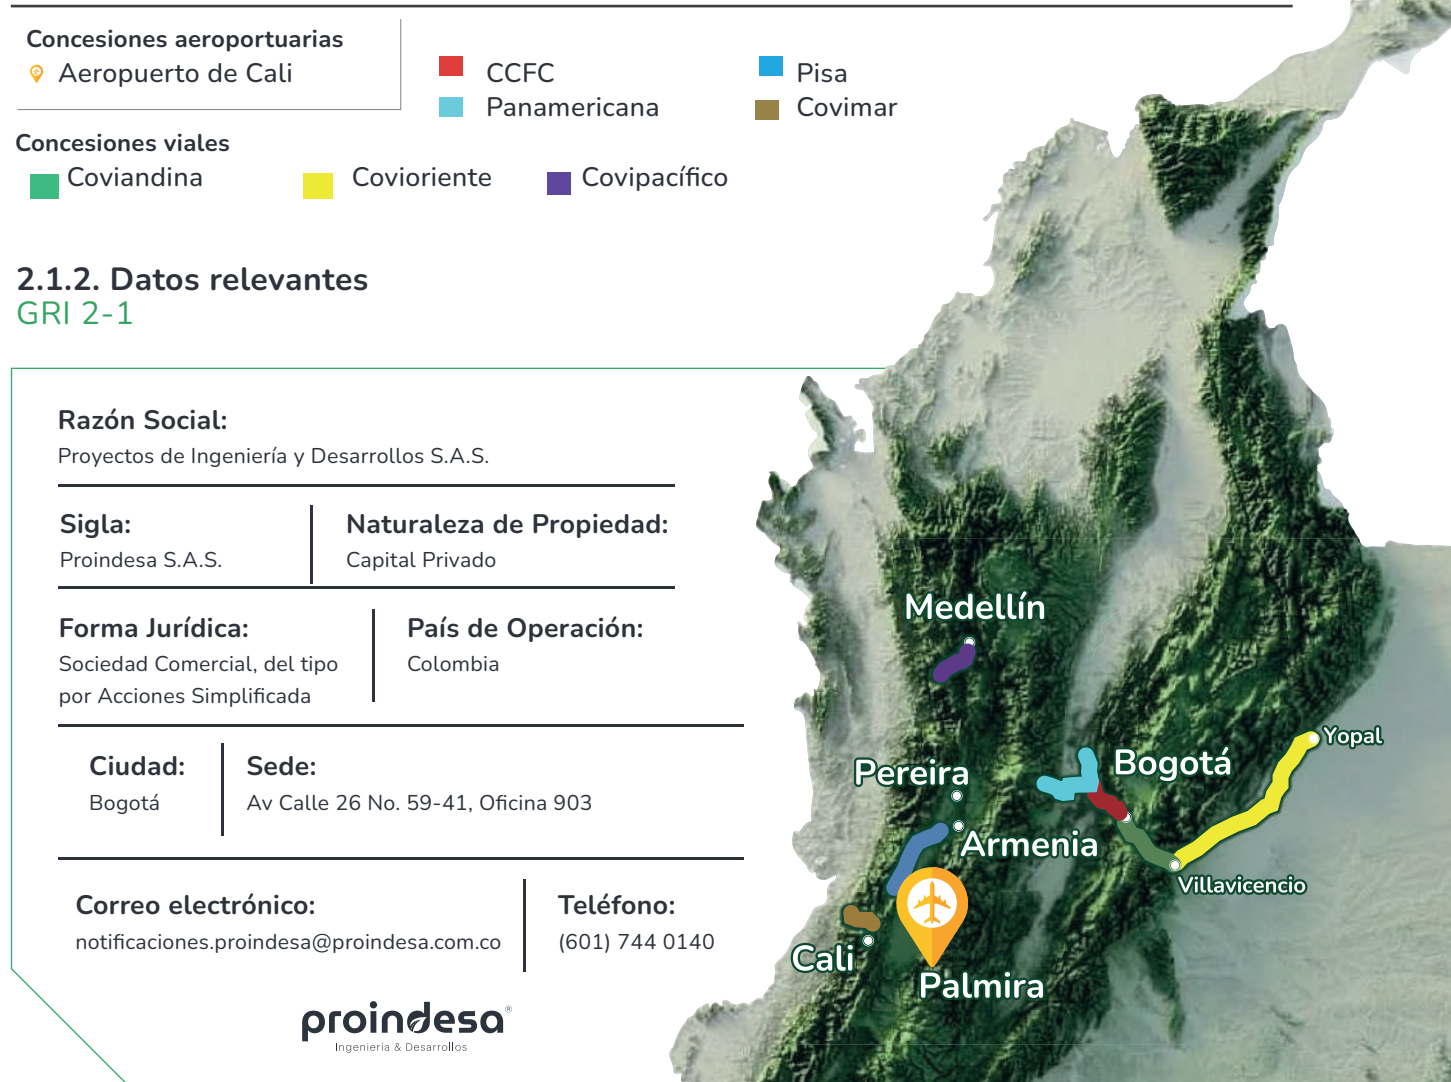 Concesiones aeroportuarias
Aeropuerto de Cali
CCFC
Pisa
Panamericana
Covimar
Concesiones viales
Coviandina
Covioriente
Covipacífico
2.1.2. Datos relevantes
GRI 2-1
Razón Social:
Proyectos de Ingeniería y Desarrollos S.A.S.
Sigla:
Proindesa S.A.S.
Naturaleza de Propiedad:
Capital Privado
Forma Jurídica:
Sociedad Comercial, del tipo
por Acciones Simplificada
País de Operación:
Colombia
Ciudad:
Bogotá
Sede:
Av Calle 26 No. 59-41, Oficina 903
Correo electrónico:
notificaciones.proindesa@proindesa.com.co
Teléfono:
(601) 744 0140
proindesa®
Ingeniería & Desarrollos
Medellín
Yopal
Bogotá
Pereira
Armenia
Villavicencio
Cali
Palmira